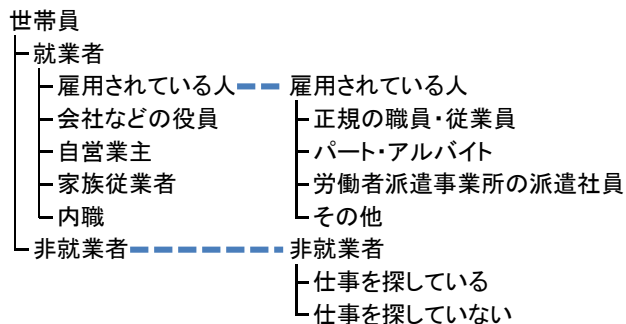 世帯員
就業者
雇用されている人 雇用されている人
会社などの役員 正規の職員・従業員
自営業主 パート・アルバイト
家族従業者 労働者派遣事業所の派遣社員
内職 その他
非就業者 非就業者
仕事を探している
仕事を探していない